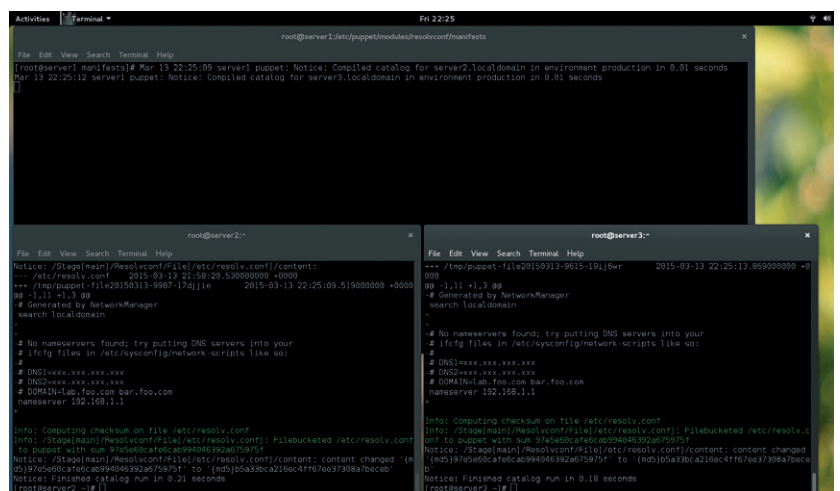 Activities Terminal Fri 22:25
root@server1:/etc/puppet/modules/resolvconf/manifests
File Edit View Search Terminal Help
[root@server1 manifests]# Mar 13 22:25:09 server1 puppet: Notice: Compiled catalog for server2.localdomain in environment production in 0.01 seconds
Mar 13 22:25:12 server1 puppet: Notice: Compiled catalog for server3.localdomain in environment production in 0.01 seconds
root@server2:~
File Edit View Search Terminal Help
Notice: /Stage[main]/Resolvconf/File[/etc/resolv.conf]/content:
--- /etc/resolv.conf 2015-03-13 21:58:20.530000000 +0000
+++ /tmp/puppet-file20150313-9987-17djjie 2015-03-13 22:25:09.519000000 +0000
@@ -1,11 +1,3 @@
-# Generated by NetworkManager
search localdomain
-
-
-# No nameservers found; try putting DNS servers into your
-# ifcfg files in /etc/sysconfig/network-scripts like so:
-#
-# DNS1=xxx.xxx.xxx.xxx
-# DNS2=xxx.xxx.xxx.xxx
-# DOMAIN=lab.foo.com bar.foo.com
nameserver 192.168.1.1
+
Info: Computing checksum on file /etc/resolv.conf
Info: /Stage[main]/Resolvconf/File[/etc/resolv.conf]: Filebucketed /etc/resolv.conf
to puppet with sum 97e5e60cafe6cab994046392a675975f
Notice: /Stage[main]/Resolvconf/File[/etc/resolv.conf]/content: content changed '{m
d5}97e5e60cafe6cab994046392a675975f' to '{md5}b5a33bca216ec4ff67ee37308a7beceb'
Notice: Finished catalog run in 0.21 seconds
[root@server2 ~]#
root@server3:~
File Edit View Search Terminal Help
+++ /tmp/puppet-file20150313-9615-19ij6wr 2015-03-13 22:25:13.869000000 +0
000
@@ -1,11 +1,3 @@
-# Generated by NetworkManager
search localdomain
-
-
-# No nameservers found; try putting DNS servers into your
-# ifcfg files in /etc/sysconfig/network-scripts like so:
-#
-# DNS1=xxx.xxx.xxx.xxx
-# DNS2=xxx.xxx.xxx.xxx
-# DOMAIN=lab.foo.com bar.foo.com
nameserver 192.168.1.1
+
Info: Computing checksum on file /etc/resolv.conf
Info: /Stage[main]/Resolvconf/File[/etc/resolv.conf]: Filebucketed /etc/resolv.c
onf to puppet with sum 97e5e60cafe6cab994046392a675975f
Notice: /Stage[main]/Resolvconf/File[/etc/resolv.conf]/content: content changed
'{md5}97e5e60cafe6cab994046392a675975f' to '{md5}b5a33bca216ec4ff67ee37308a7bece
b'
Notice: Finished catalog run in 0.18 seconds
[root@server3 ~]#